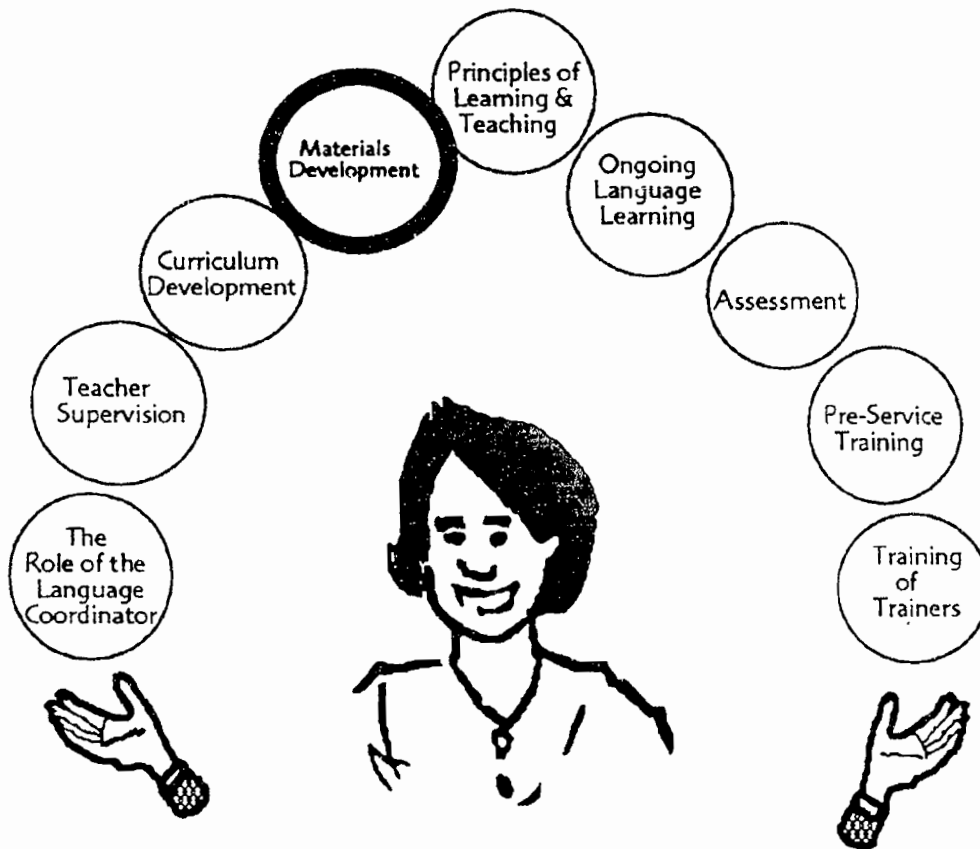 Principles of
Learning &
Teaching
Materials
Development
Ongoing
Language
Learning
Curriculum
Development
Assessment
Teacher
Supervision
Pre-Service
Training
The
Role of the
Language
Coordinator
Training
of
Trainers